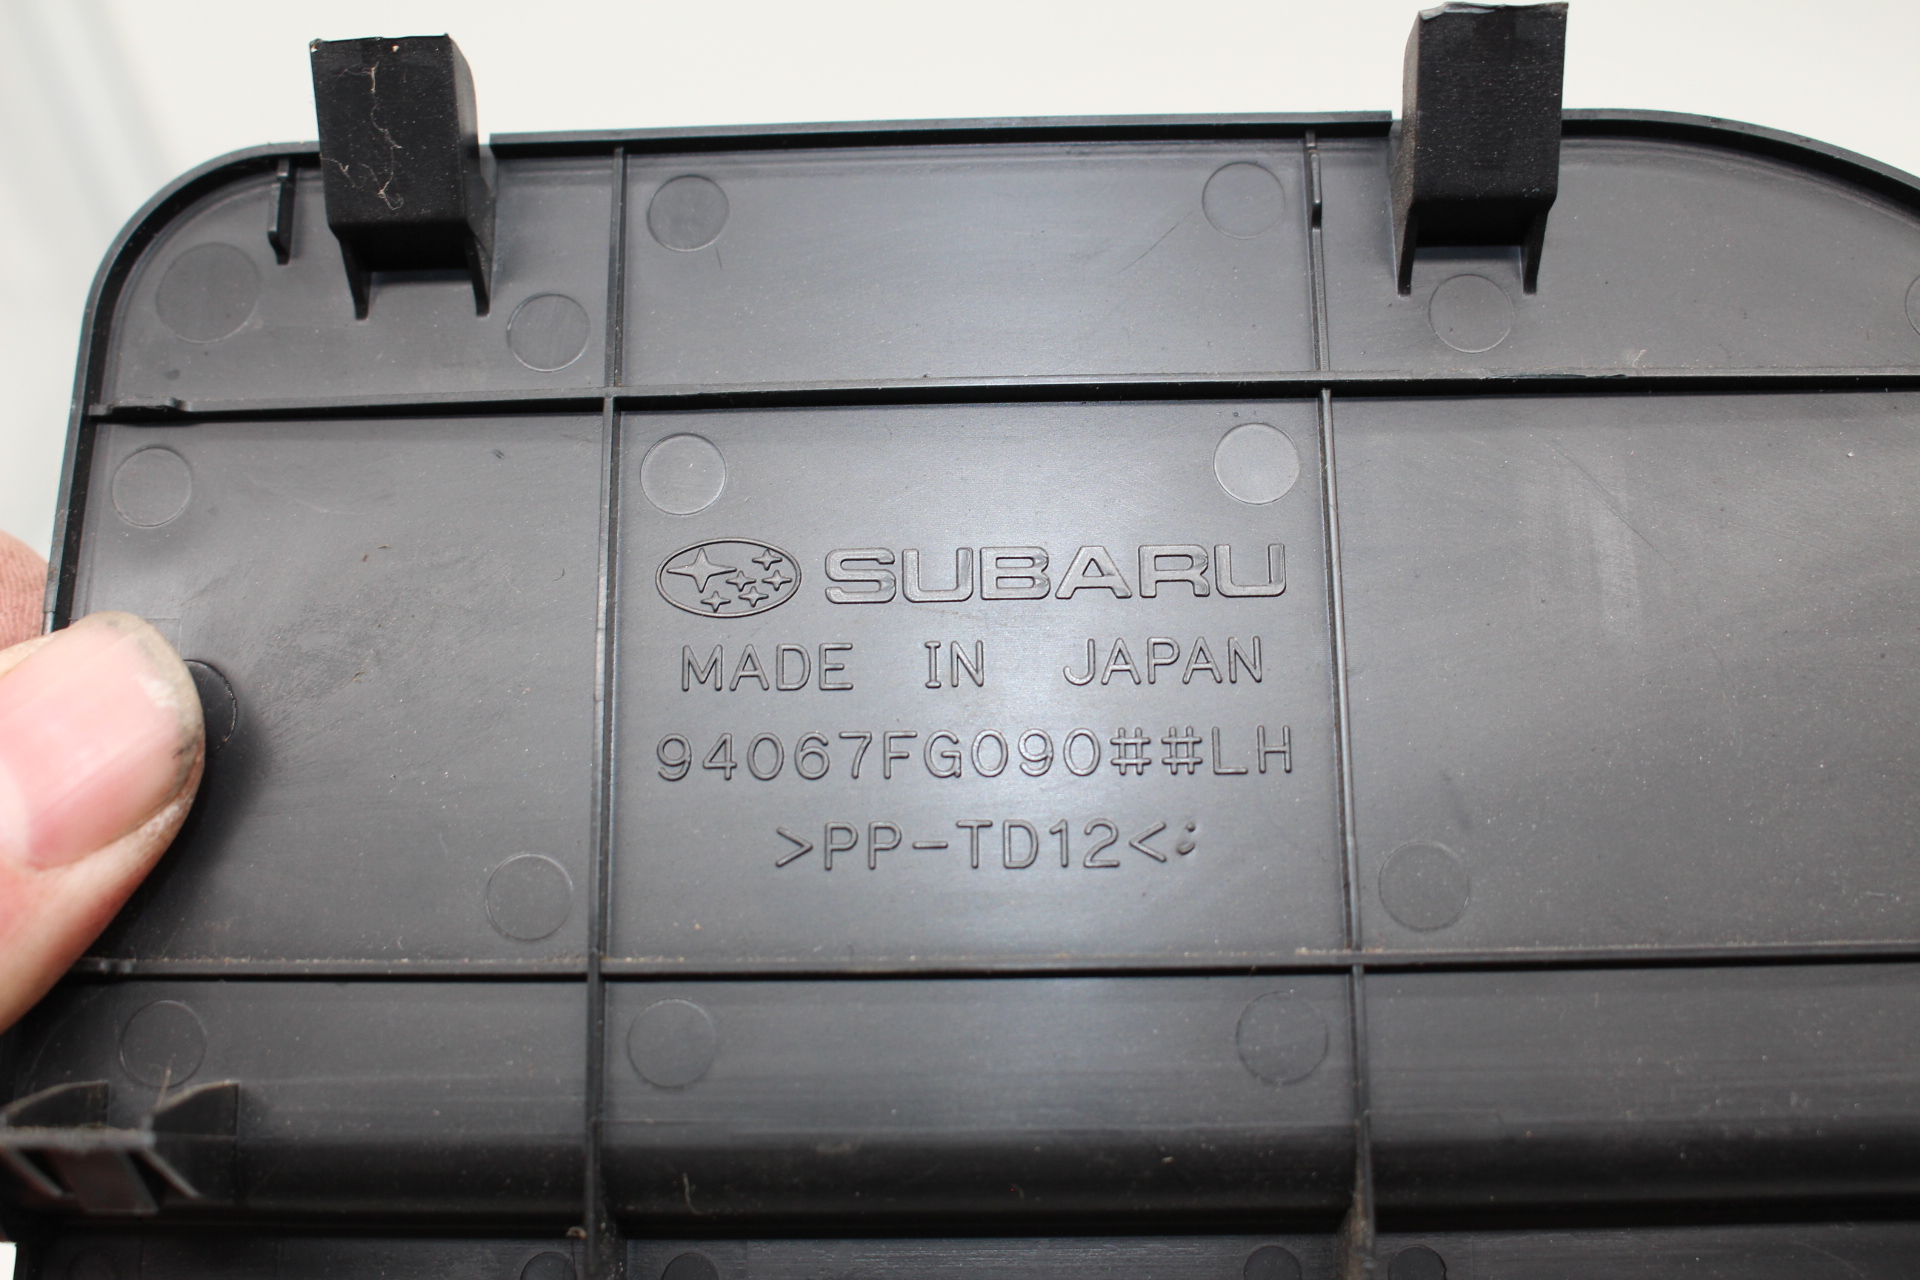 SUBARU
MADE IN JAPAN
94067FG090##LH
>PP-TD12<